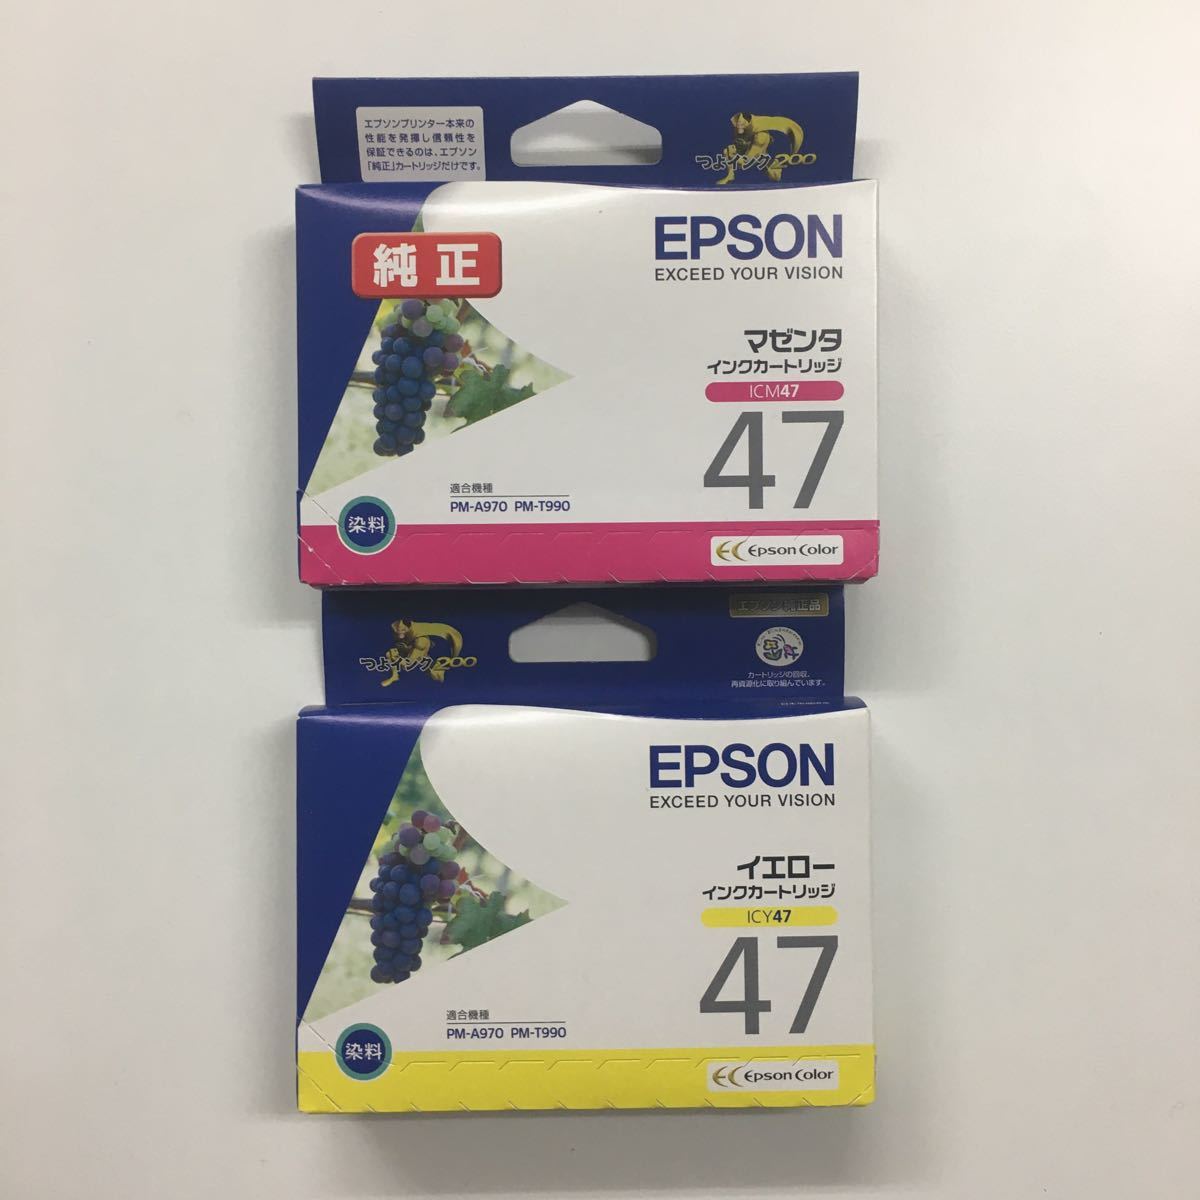 エプソンプリンター本来の
性能を発揮し信頼性を
保証できるのは、エプソン
「純正」カートリッジだけです。
つよインク200
純正
EPSON
EXCEED YOUR VISION
マゼンタ
インクカートリッジ
ICM47
47
適合機種
PM-A970 PM-T990
染料
EC Epson Color
エプソン純正品
つよインク200
カートリッジの回収、
再資源化に取り組んでいます。
EPSON
EXCEED YOUR VISION
イエロー
インクカートリッジ
ICY47
47
適合機種
PM-A970 PM-T990
染料
EC Epson Color